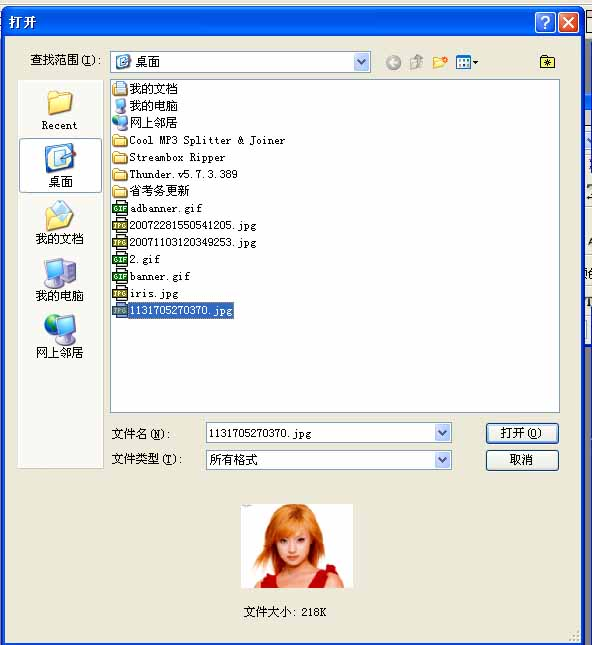 打开
查找范围(I):
桌面
Recent
桌面
我的文档
我的电脑
网上邻居
我的文档
我的电脑
网上邻居
Cool MP3 Splitter & Joiner
Streambox Ripper
Thunder.v5.7.3.389
省考务更新
adbanner.gif
20072281550541205.jpg
20071103120349253.jpg
2.gif
banner.gif
iris.jpg
1131705270370.jpg
文件名(N):
1131705270370.jpg
打开(O)
文件类型(T):
所有格式
取消
文件大小: 218K